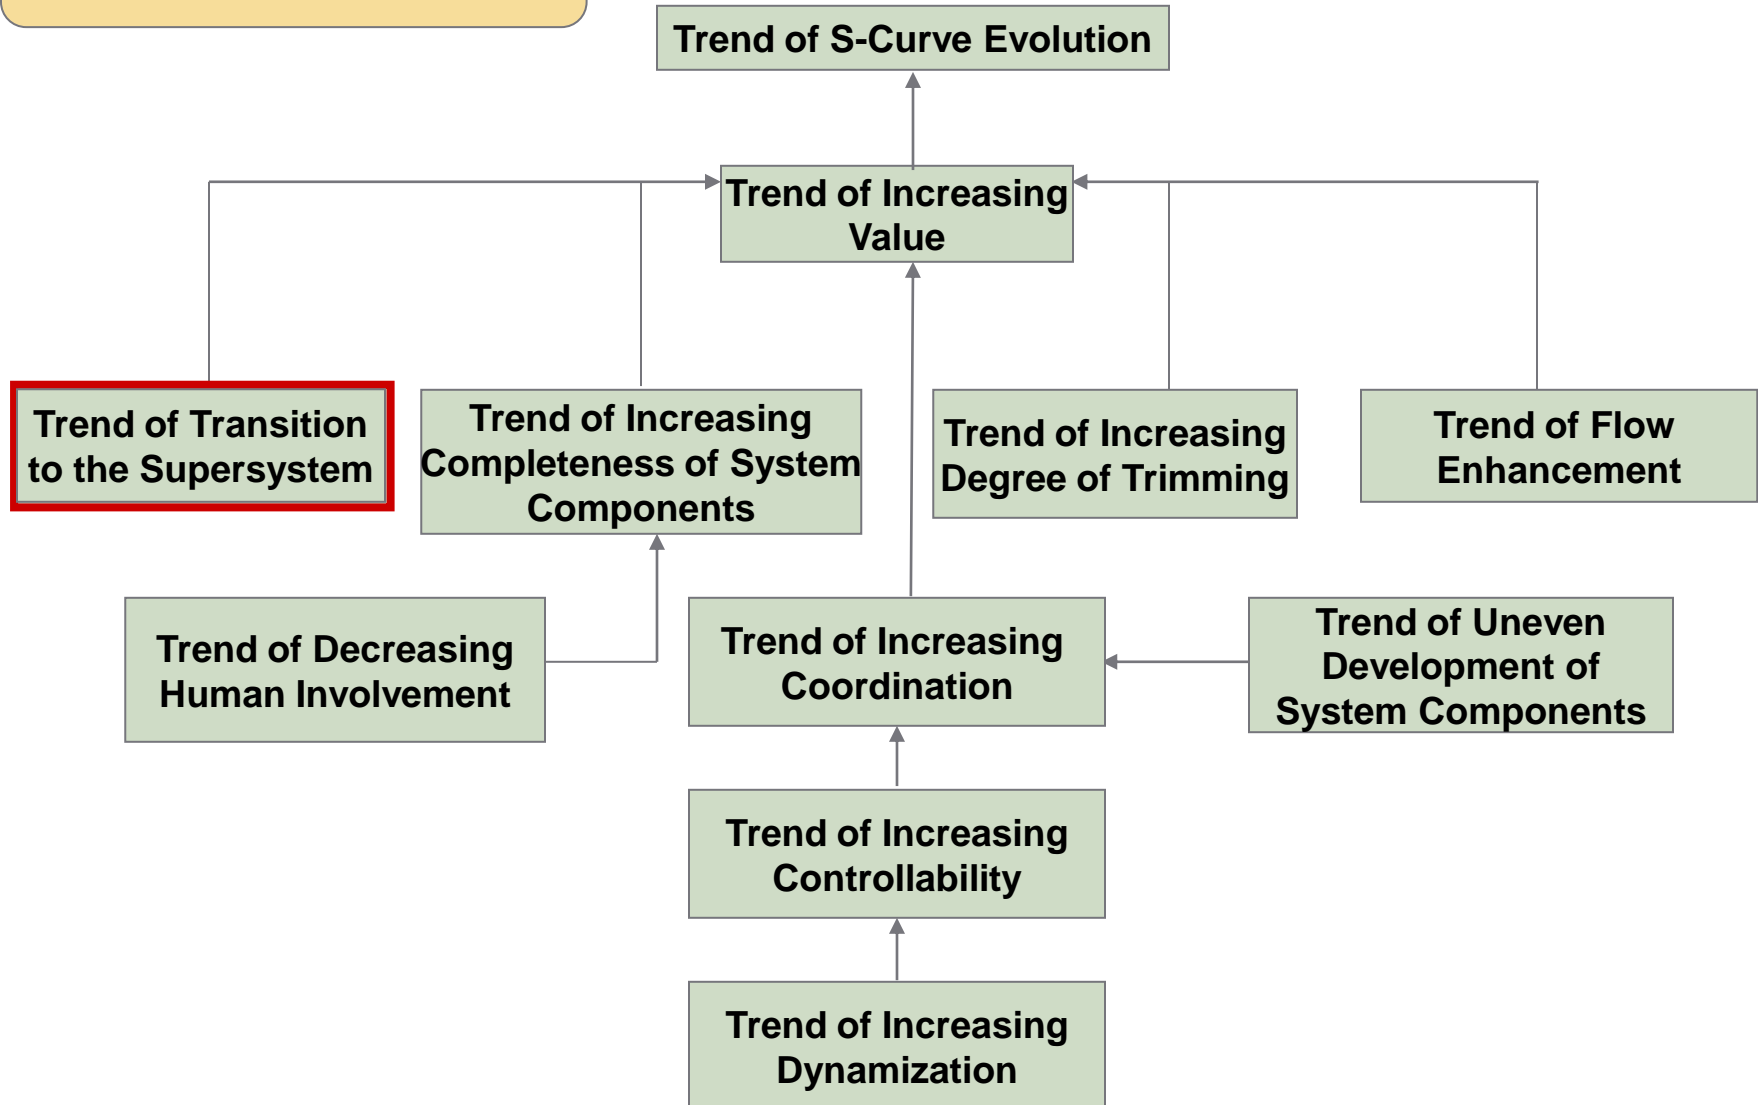 Trend of S-Curve Evolution
Trend of Increasing
Value
Trend of Transition
to the Supersystem
Trend of Increasing
Completeness of System
Components
Trend of Increasing
Degree of Trimming
Trend of Flow
Enhancement
Trend of Decreasing
Human Involvement
Trend of Increasing
Coordination
Trend of Uneven
Development of
System Components
Trend of Increasing
Controllability
Trend of Increasing
Dynamization